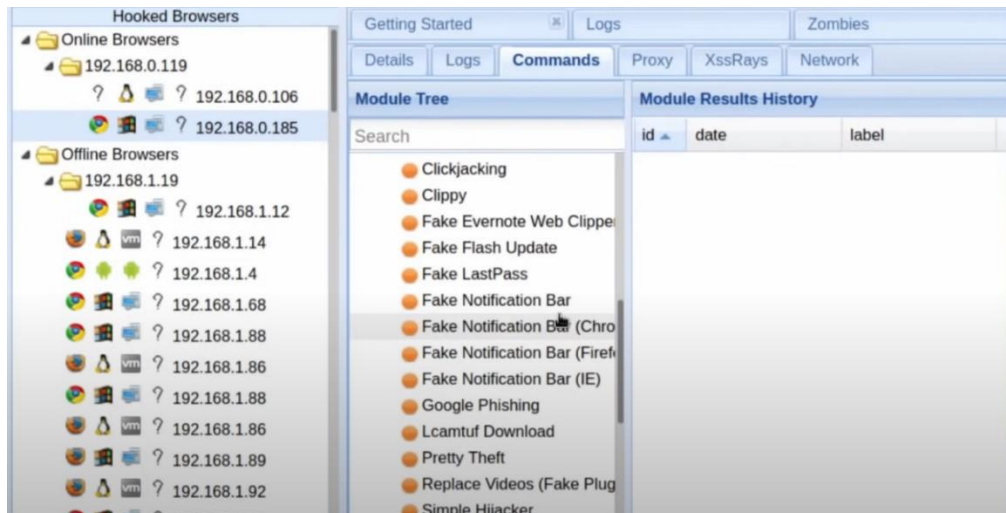 Hooked Browsers
Online Browsers
192.168.0.119
? ? 192.168.0.106
? 192.168.0.185
Offline Browsers
192.168.1.19
? 192.168.1.12
vm ? 192.168.1.14
? 192.168.1.4
? 192.168.1.68
? 192.168.1.88
vm ? 192.168.1.86
? 192.168.1.88
vm ? 192.168.1.86
? 192.168.1.89
vm ? 192.168.1.92
Getting Started Logs Zombies
Details Logs Commands Proxy XssRays Network
Module Tree
Search
Clickjacking
Clippy
Fake Evernote Web Clipper
Fake Flash Update
Fake LastPass
Fake Notification Bar
Fake Notification Bar (Chro
Fake Notification Bar (Firef
Fake Notification Bar (IE)
Google Phishing
Lcamtuf Download
Pretty Theft
Replace Videos (Fake Plug
Simple Hijacker
Module Results History
id date label